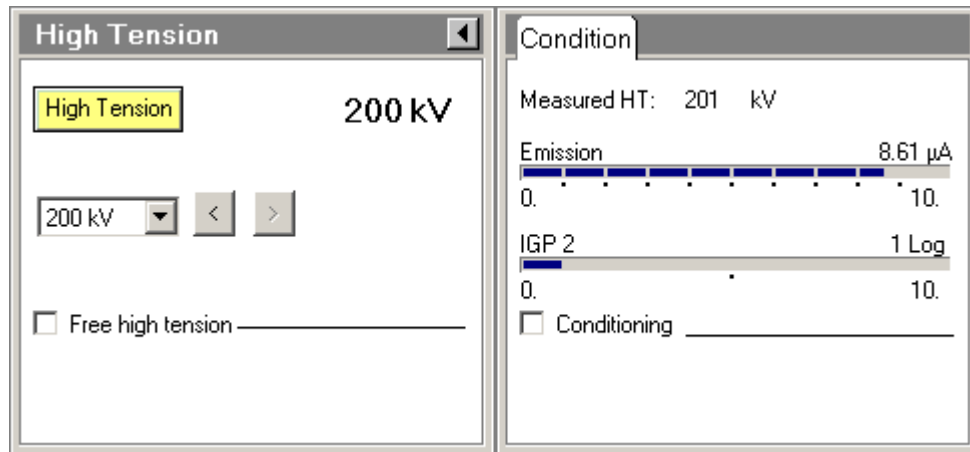 High Tension
High Tension 200 kV
200 kV < >
Free high tension
Condition
Measured HT: 201 kV
Emission 8.61 µA
0. 10.
IGP 2 1 Log
0. 10.
Conditioning